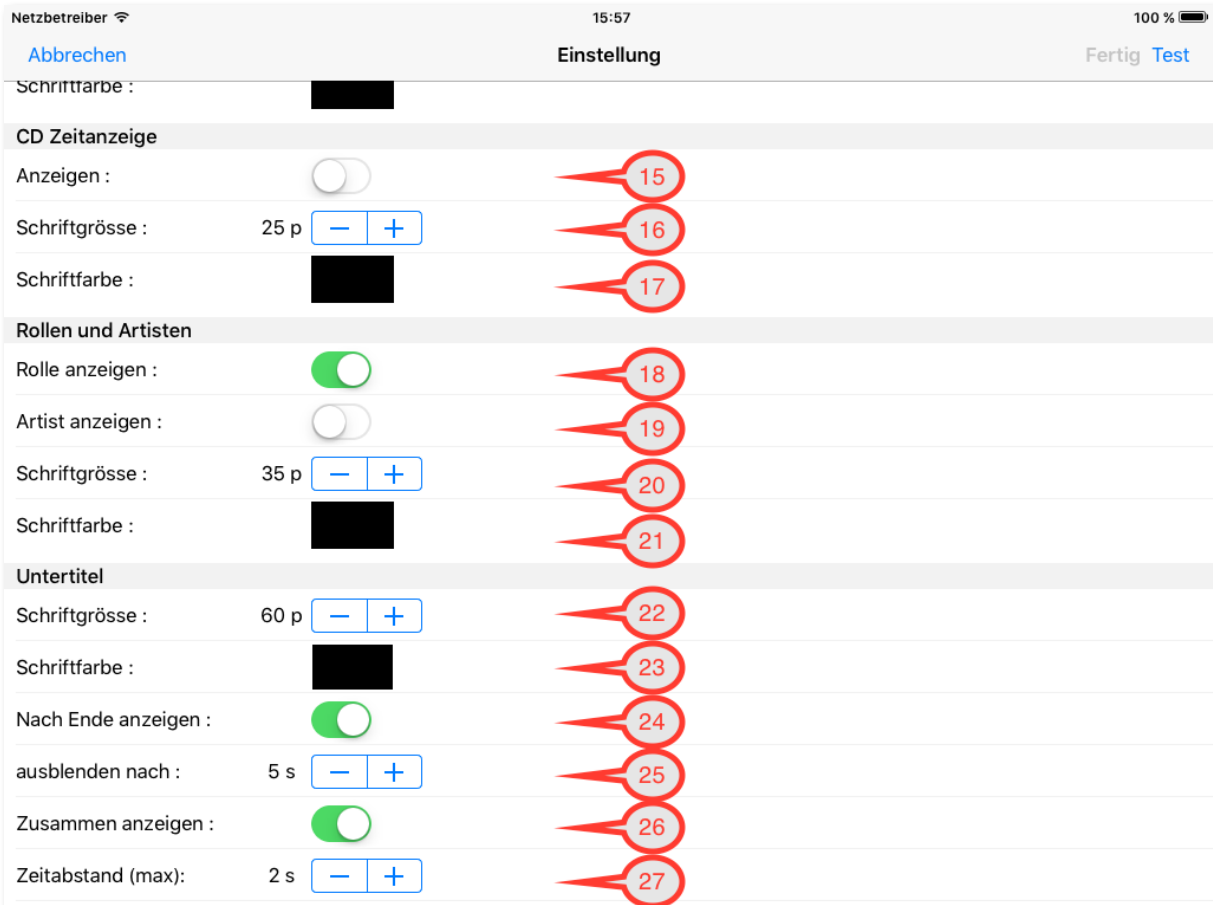 Netzbetreiber 15:57 100 %
Abbrechen Einstellung Fertig Test
Schriftfarbe :
CD Zeitanzeige
Anzeigen : 15
Schriftgrösse : 25 p − + 16
Schriftfarbe : 17
Rollen und Artisten
Rolle anzeigen : 18
Artist anzeigen : 19
Schriftgrösse : 35 p − + 20
Schriftfarbe : 21
Untertitel
Schriftgrösse : 60 p − + 22
Schriftfarbe : 23
Nach Ende anzeigen : 24
ausblenden nach : 5 s − + 25
Zusammen anzeigen : 26
Zeitabstand (max): 2 s − + 27